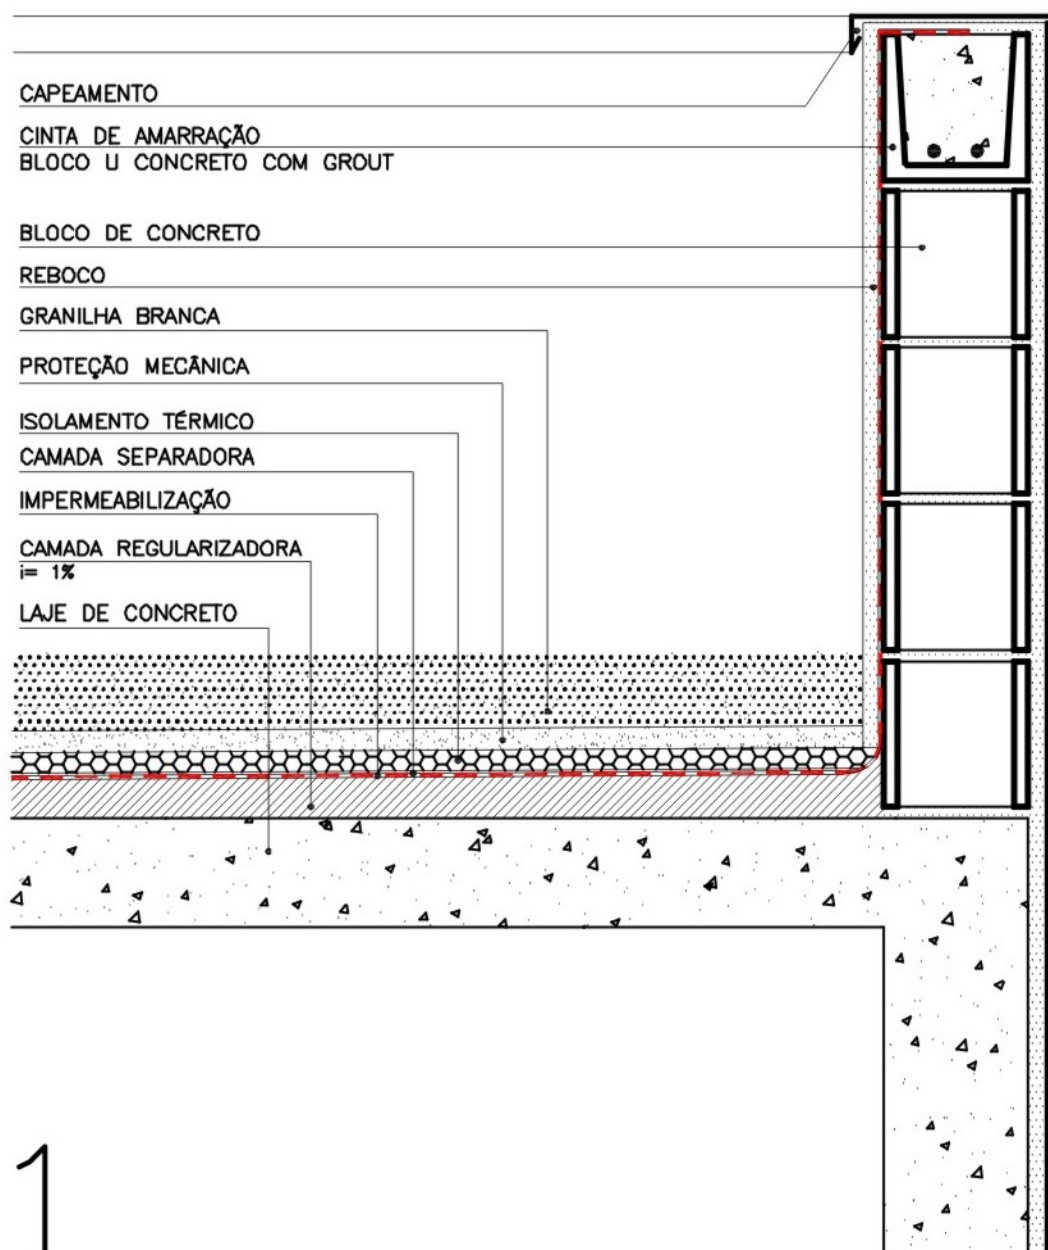 CAPEAMENTO
CINTA DE AMARRAÇÃO
BLOCO U CONCRETO COM GROUT
BLOCO DE CONCRETO
REBOCO
GRANILHA BRANCA
PROTEÇÃO MECÂNICA
ISOLAMENTO TÉRMICO
CAMADA SEPARADORA
IMPERMEABILIZAÇÃO
CAMADA REGULARIZADORA
i= 1%
LAJE DE CONCRETO
1